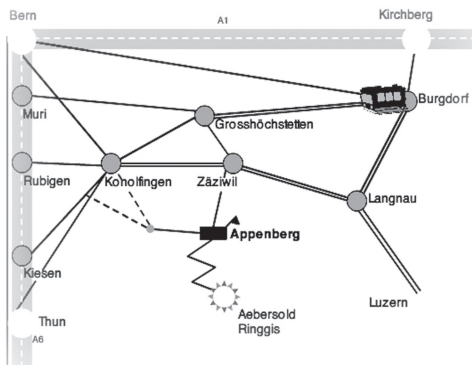 Bern
A1
Kirchberg
Muri
Grosshöchstetten
Burgdorf
Rubigen
Konolfingen
Zäziwil
Langnau
Appenberg
Kiesen
Luzern
Thun
Aebersold
Ringgis
A6